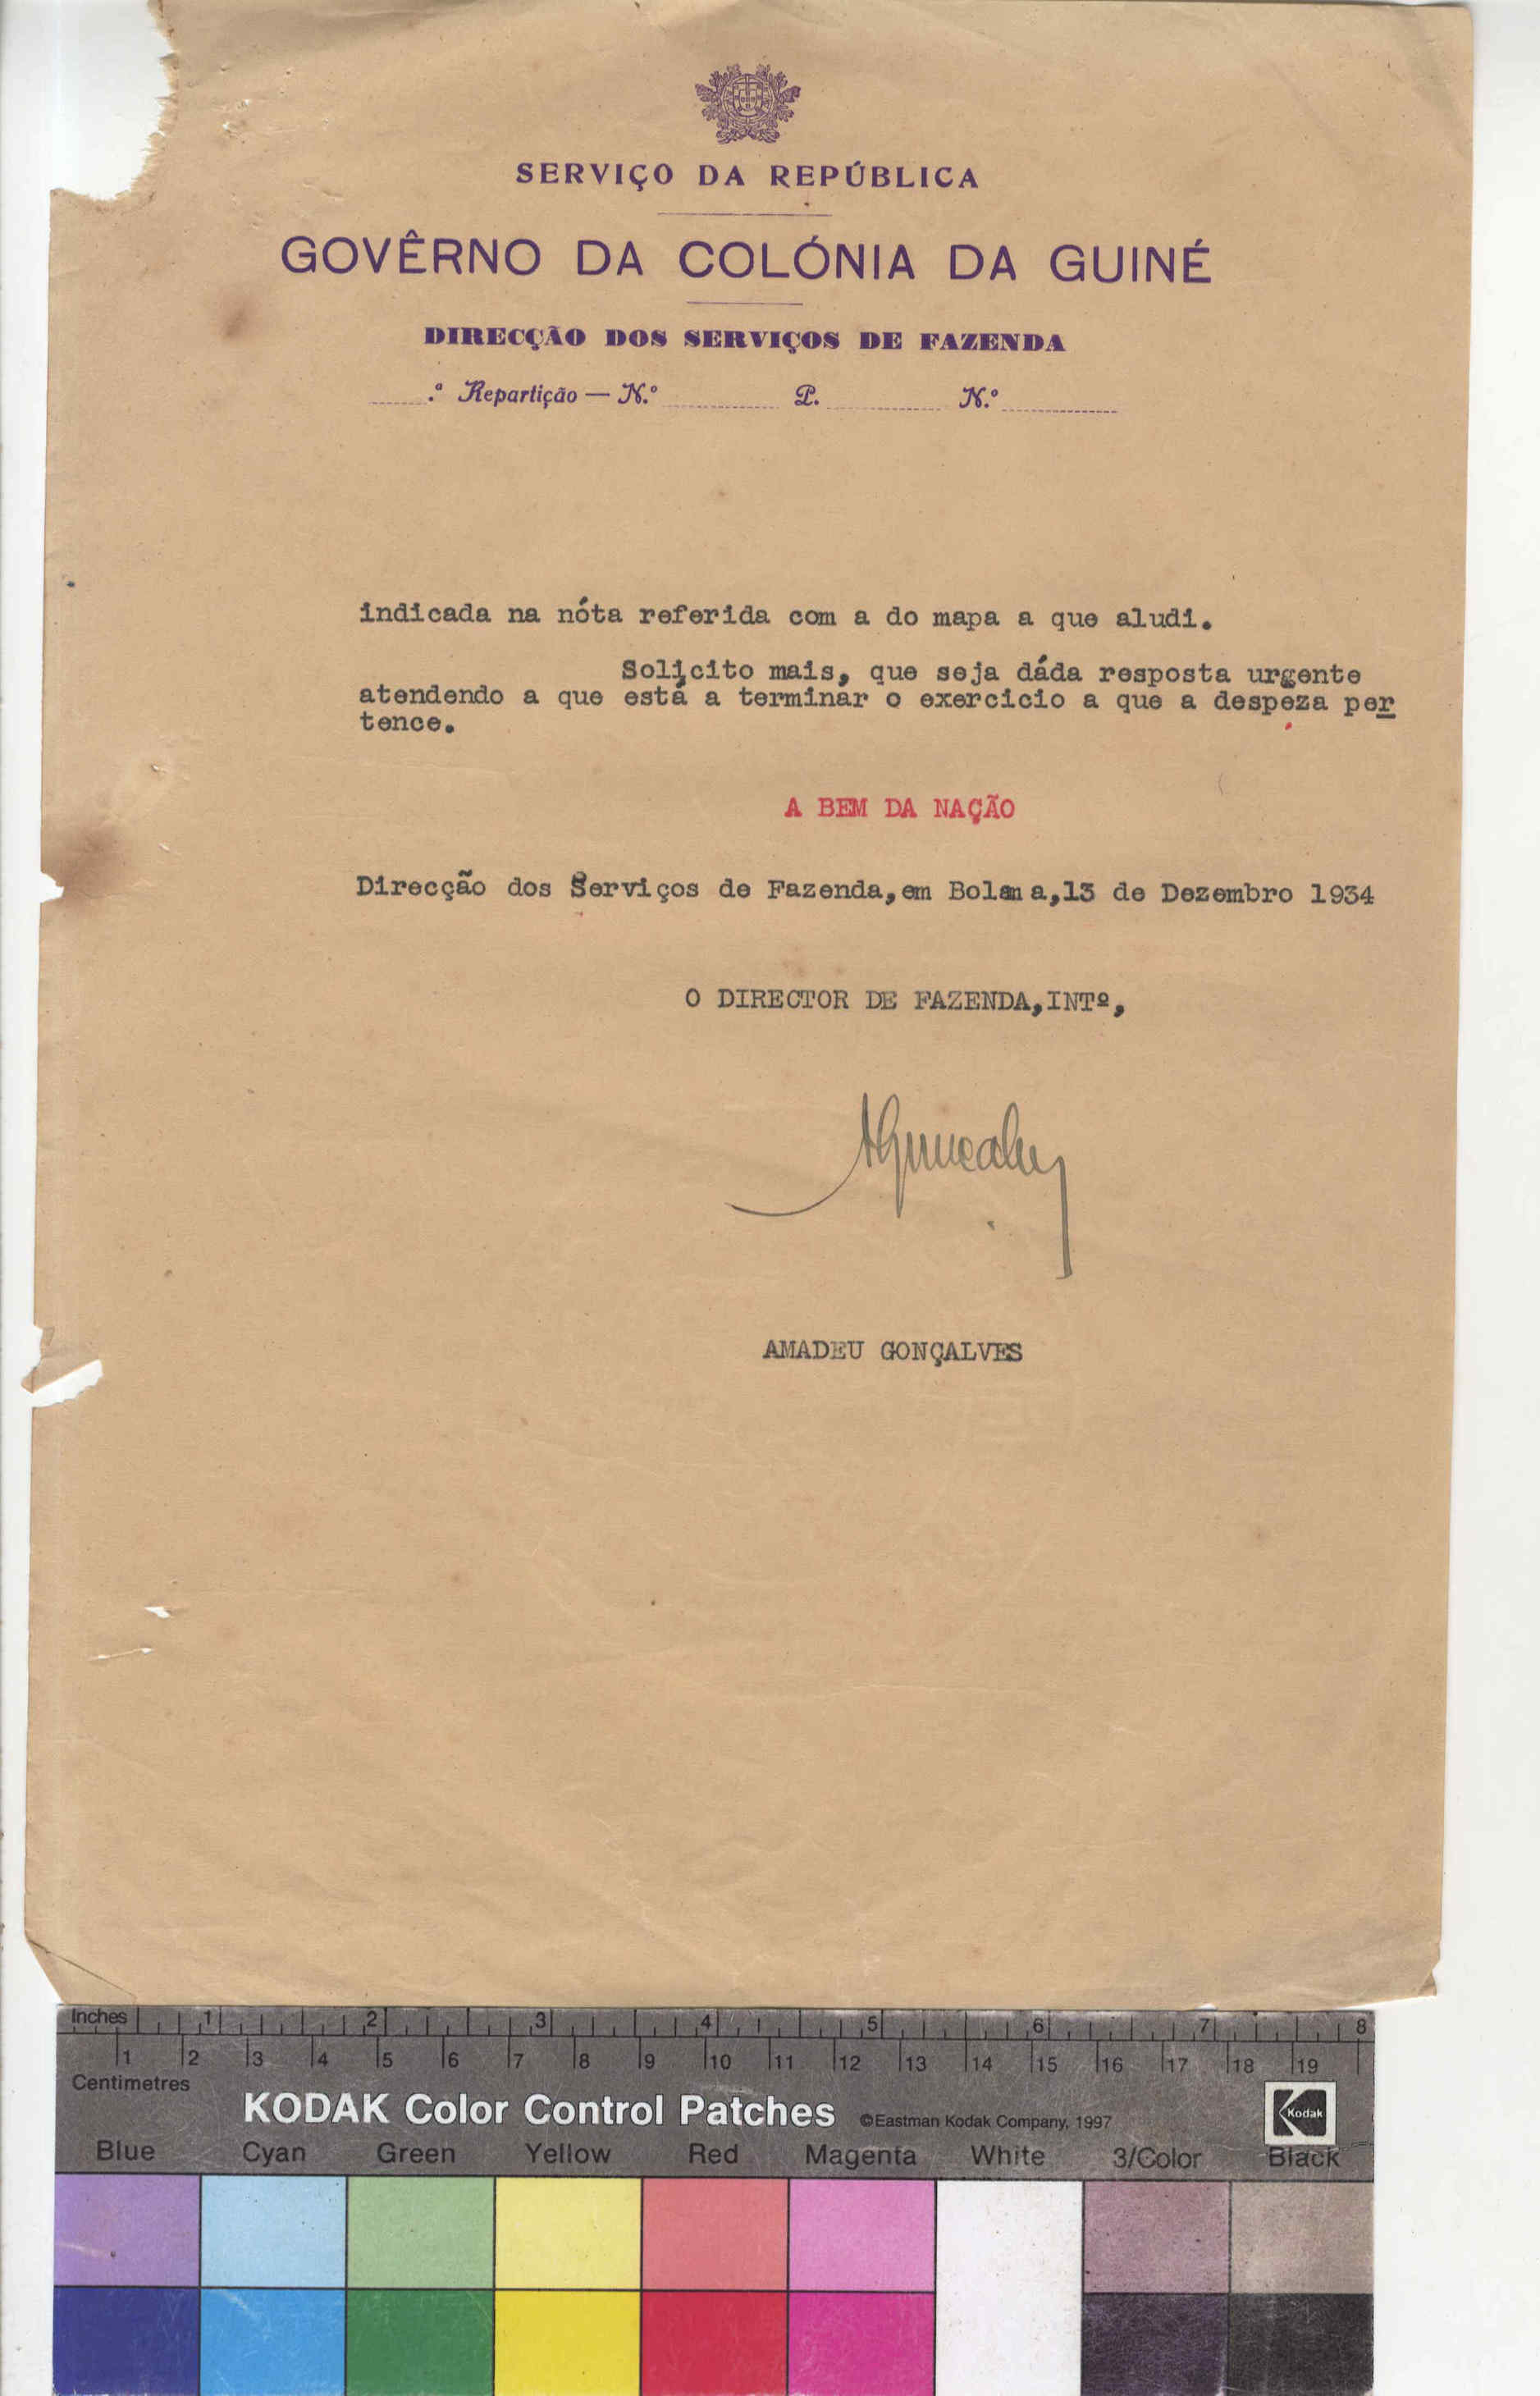 SERVIÇO DA REPÚBLICA
GOVÊRNO DA COLÓNIA DA GUINÉ
DIRECÇÃO DOS SERVIÇOS DE FAZENDA
.º Repartição — N.º P. N.º
indicada na nóta referida com a do mapa a que aludi.
Solicito mais, que seja dáda resposta urgente
atendendo a que está a terminar o exercicio a que a despeza per
tence.
A BEM DA NAÇÃO
Direcção dos Serviços de Fazenda,em Bolama,13 de Dezembro 1934
O DIRECTOR DE FAZENDA,INTº,
AGonçalves
AMADEU GONÇALVES
Inches 1 2 3 4 5 6 7 8
1 2 3 4 5 6 7 8 9 10 11 12 13 14 15 16 17 18 19
Centimetres
KODAK Color Control Patches ©Eastman Kodak Company, 1997 Kodak
Blue Cyan Green Yellow Red Magenta White 3/Color Black